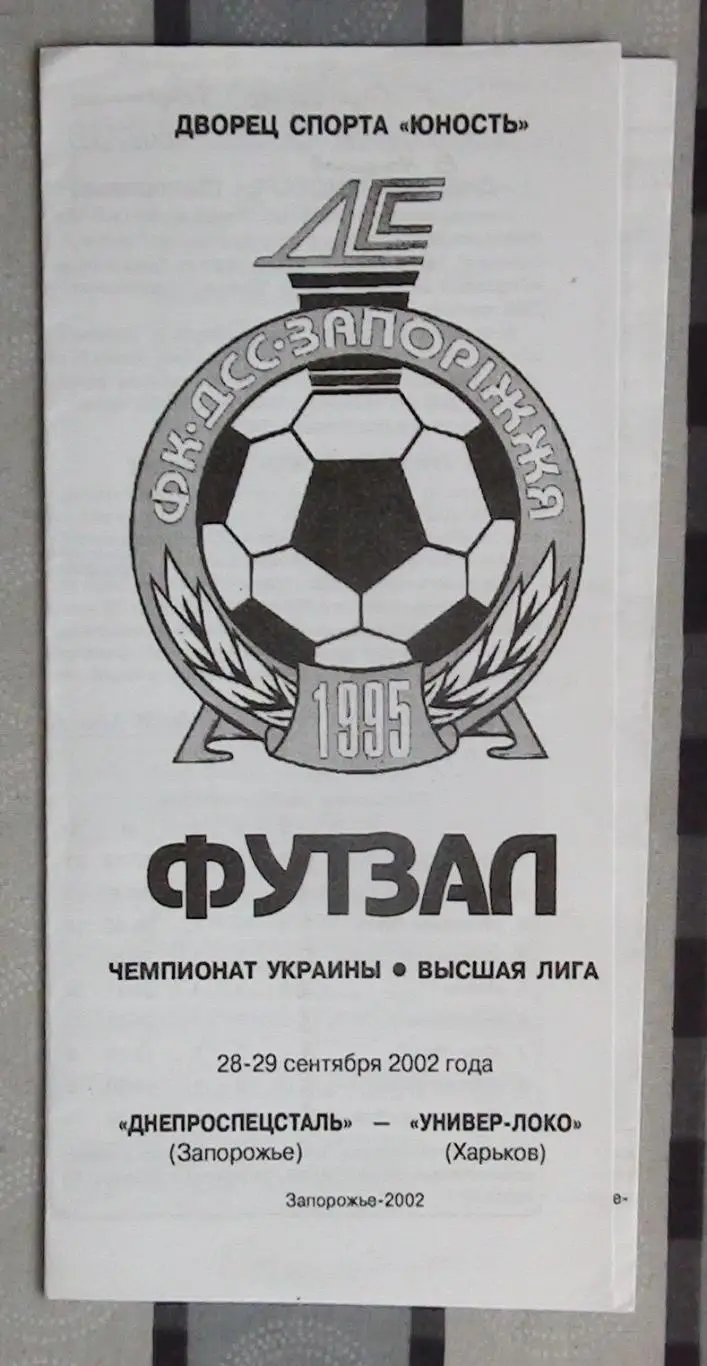 ДВОРЕЦ СПОРТА «ЮНОСТЬ»
ДСС
ФК·ДСС·ЗАПОРІЖЖЯ
1995
ФУТЗАЛ
ЧЕМПИОНАТ УКРАИНЫ ● ВЫСШАЯ ЛИГА
28-29 сентября 2002 года
«ДНЕПРОСПЕЦСТАЛЬ» — «УНИВЕР-ЛОКО»
(Запорожье) (Харьков)
Запорожье-2002
е-